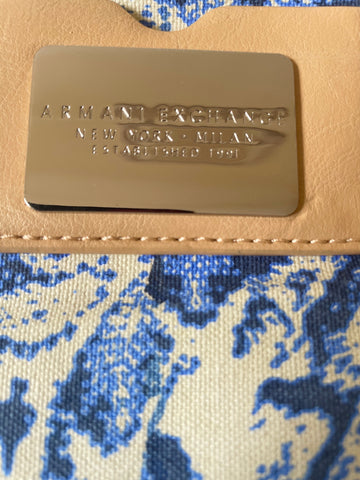 ARMANI EXCHANGE
NEW YORK · MILAN
ESTABLISHED 1991